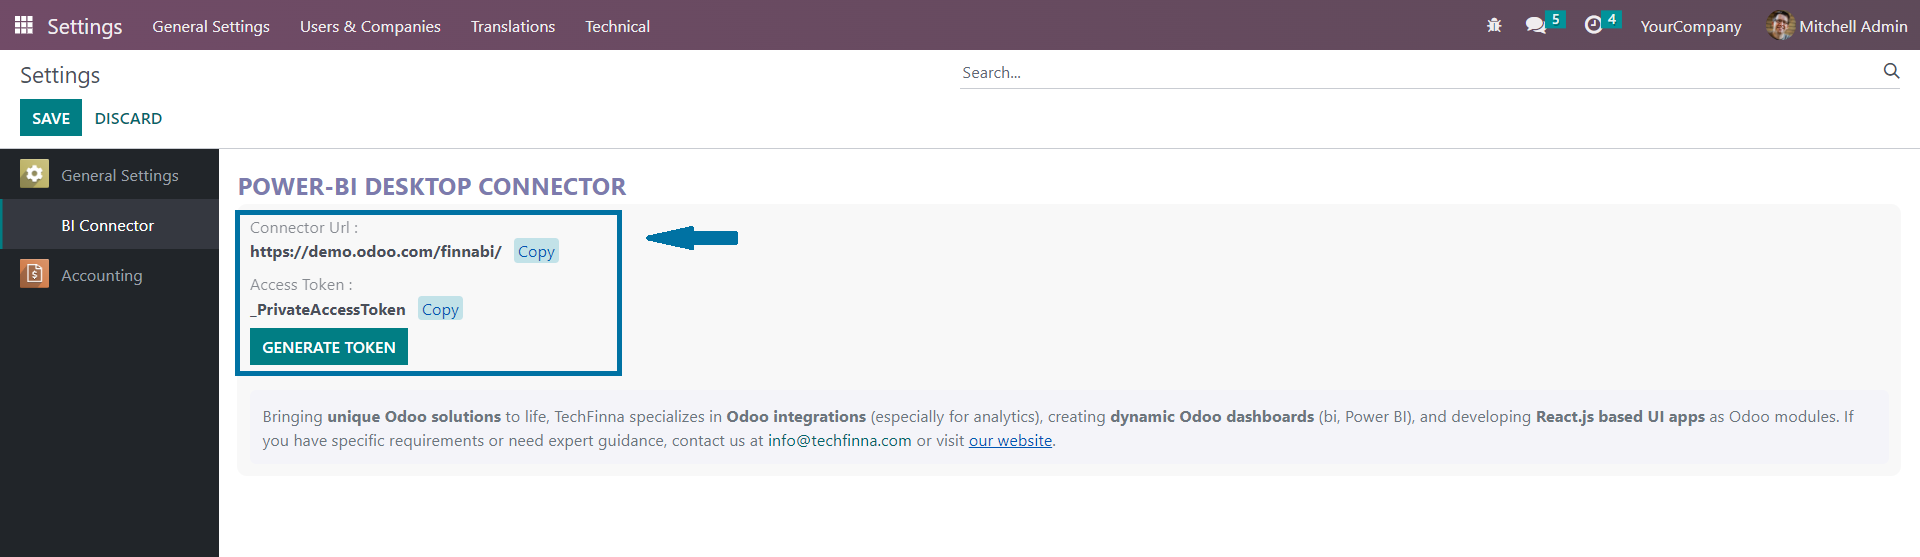 Settings General Settings Users & Companies Translations Technical 5 4 YourCompany Mitchell Admin
Settings
Search...
SAVE DISCARD
General Settings
BI Connector
Accounting
POWER-BI DESKTOP CONNECTOR
Connector Url :
https://demo.odoo.com/finnabi/ Copy
Access Token :
_PrivateAccessToken Copy
GENERATE TOKEN
Bringing unique Odoo solutions to life, TechFinna specializes in Odoo integrations (especially for analytics), creating dynamic Odoo dashboards (bi, Power BI), and developing React.js based UI apps as Odoo modules. If
you have specific requirements or need expert guidance, contact us at info@techfinna.com or visit our website.